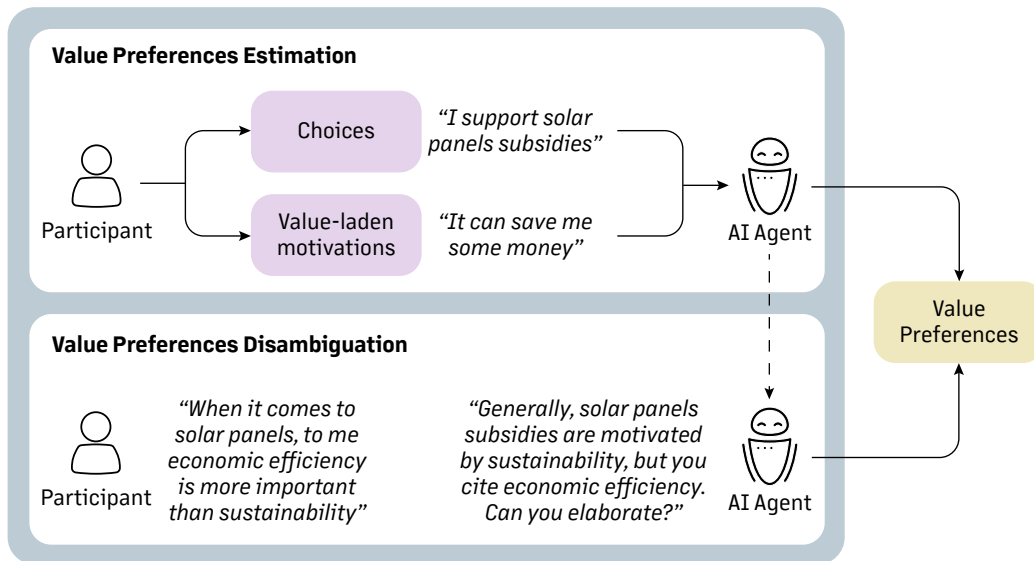 Value Preferences Estimation
Choices
“I support solar
panels subsidies”
Participant
Value-laden
motivations
“It can save me
some money”
AI Agent
Value
Preferences
Value Preferences Disambiguation
“When it comes to
solar panels, to me
economic efficiency
is more important
than sustainability”
Participant
“Generally, solar panels
subsidies are motivated
by sustainability, but you
cite economic efficiency.
Can you elaborate?”
AI Agent